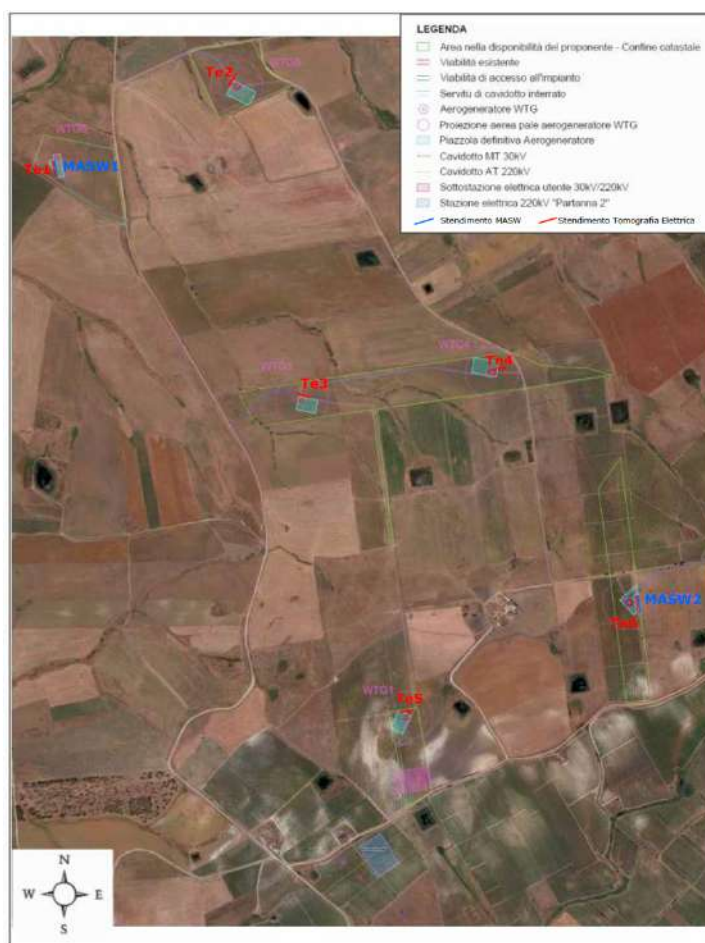 LEGENDA
Area nella disponibilità del proponente - Confine catastale
Viabilità esistente
Viabilità di accesso all'impianto
Servitù di cavidotto interrato
Aerogeneratore WTG
Proiezione aerea pale aerogeneratore WTG
Piazzola definitiva Aerogeneratore
Cavidotto MT 30kV
Cavidotto AT 220kV
Sottostazione elettrica utente 30kV/220kV
Stazione elettrica 220kV "Partanna 2"
Stendimento MASW Stendimento Tomografia Elettrica
Te2
MASW1
Te1
WTG4
Te4
Te3
MASW2
Te6
WTG1
Te5
N
W E
S